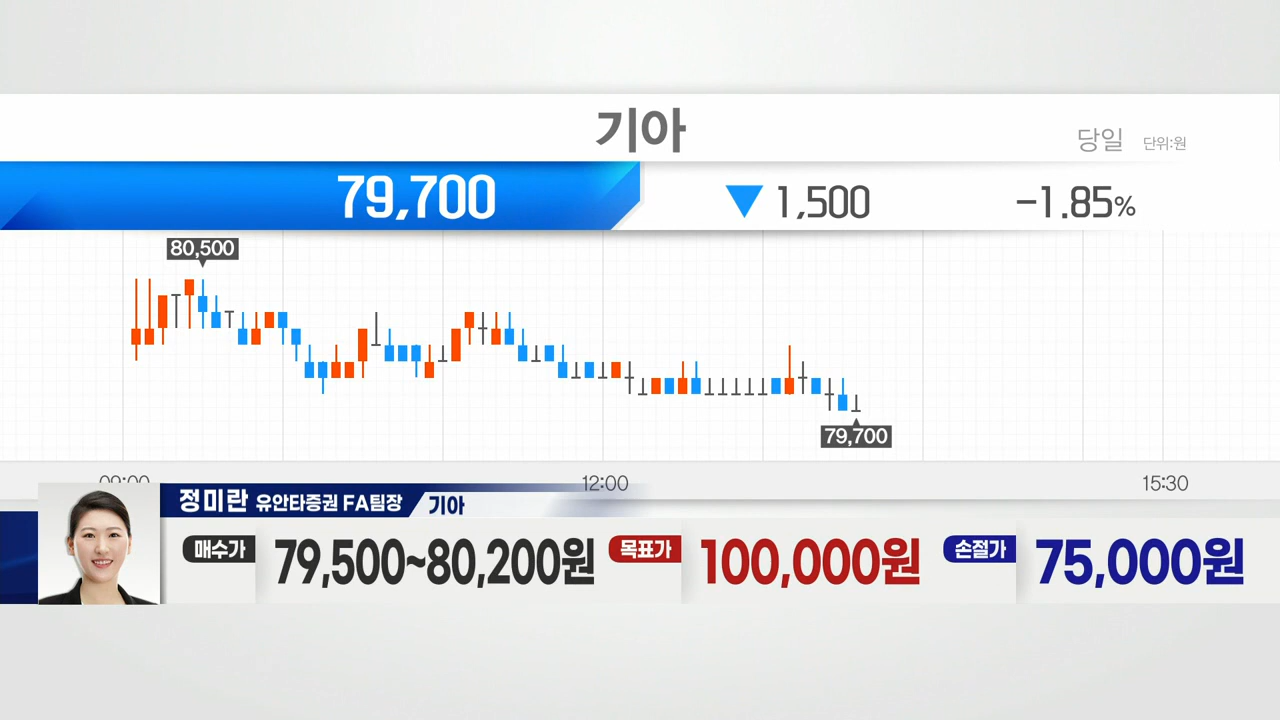 기아
당일 단위:원
79,700 ▼ 1,500 -1.85%
80,500
79,700
09:00 12:00 15:30
정미란 유안타증권 FA팀장 기아
매수가 79,500~80,200원 목표가 100,000원 손절가 75,000원